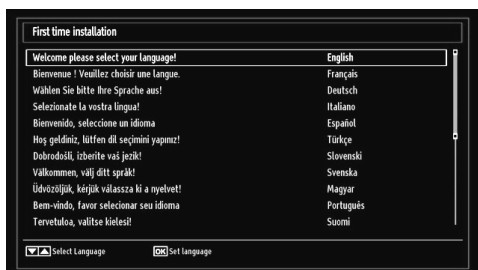 First time installation
Welcome please select your language! English
Bienvenue ! Veuillez choisir une langue. Français
Wählen Sie bitte Ihre Sprache aus! Deutsch
Selezionate la vostra lingua! Italiano
Bienvenido, seleccione un idioma Español
Hoş geldiniz, lütfen dil seçimini yapınız! Türkçe
Dobrodošli, izberite vaš jezik! Slovenski
Välkommen, välj ditt språk! Svenska
Üdvözöljük, kérjük válassza ki a nyelvet! Magyar
Bem-vindo, favor selecionar seu idioma Português
Tervetuloa, valitse kielesi! Suomi
Select Language OK Set language